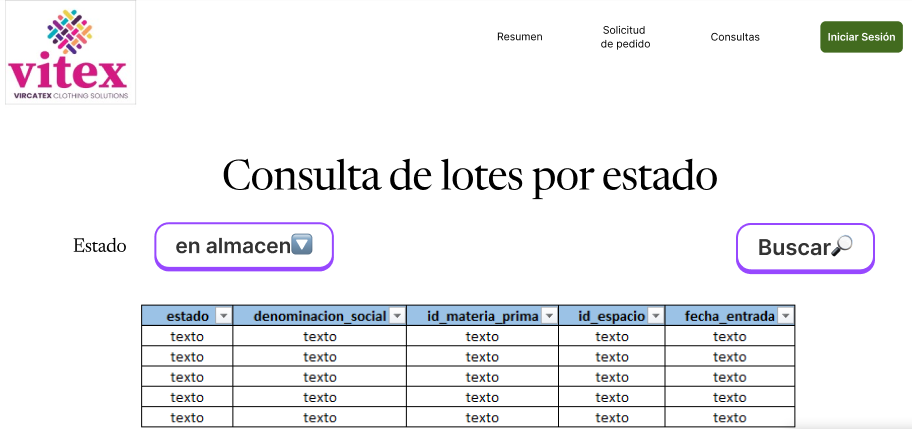 vitex
VIRCATEX CLOTHING SOLUTIONS
Resumen
Solicitud
de pedido
Consultas
Iniciar Sesión
Consulta de lotes por estado
Estado
en almacen
Buscar
estado denominacion_social id_materia_prima id_espacio fecha_entrada
texto texto texto texto texto
texto texto texto texto texto
texto texto texto texto texto
texto texto texto texto texto
texto texto texto texto texto